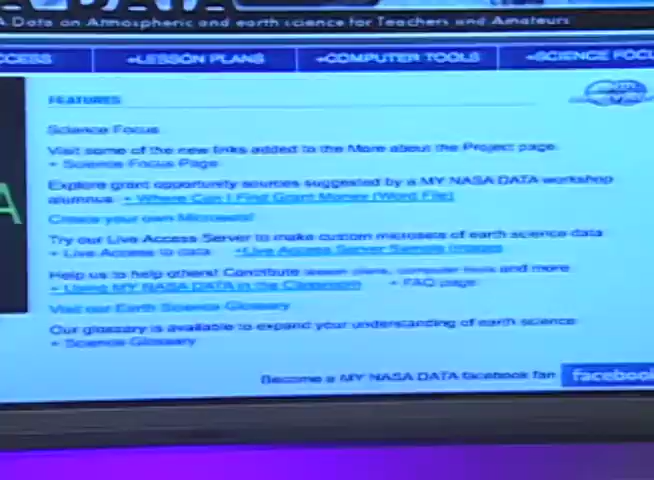 A Data on Atmospheric and earth science for Teachers and Amateurs
CCESS +LESSON PLANS +COMPUTER TOOLS +SCIENCE FOCU
FEATURES
Science Focus
Visit some of the new links added to the More about the Project page.
+ Science Focus Page
Explore grant opportunity sources suggested by a MY NASA DATA workshop
alumnus + Where Can I Find Grant Money (Word File)
Create your own Microsets!
Try our Live Access Server to make custom microsets of earth science data
+ Live Access to data +Live Access Server Sample Images
Help us to help others! Contribute lesson plans, computer tools and more
+ Using MY NASA DATA in the Classroom + FAQ page
Visit our Earth Science Glossary
Our glossary is available to expand your understanding of earth science
+ Science Glossary
Become a MY NASA DATA facebook fan facebook